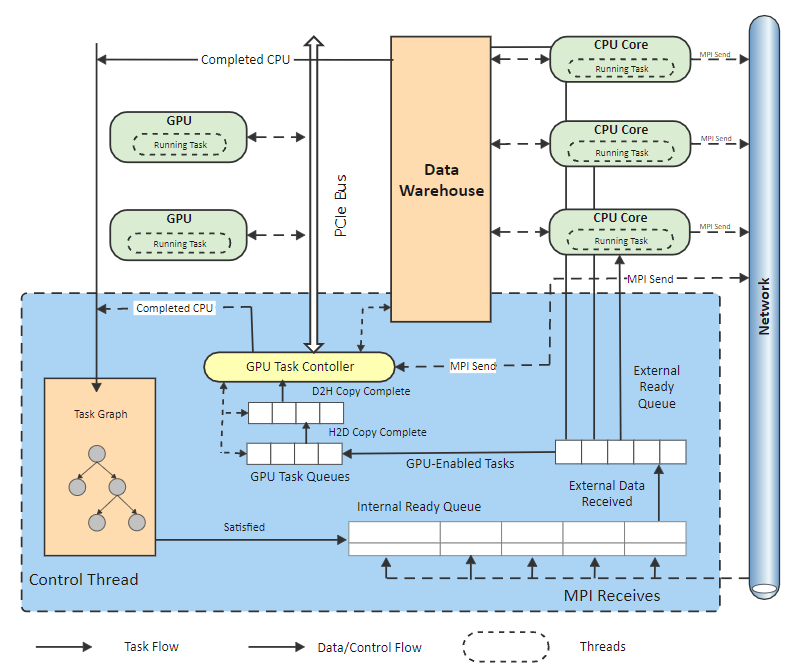 Completed CPU
CPU Core
Running Task
MPI Send
GPU
Running Task
CPU Core
Running Task
MPI Send
Data
Warehouse
PCIe Bus
GPU
Running Task
CPU Core
Running Task
MPI Send
MPI Send
Network
Completed CPU
GPU Task Contoller
MPI Send
External
Ready
Queue
D2H Copy Complete
Task Graph
H2D Copy Complete
GPU-Enabled Tasks
GPU Task Queues
External Data
Received
Internal Ready Queue
Satisfied
Control Thread
MPI Receives
Task Flow
Data/Control Flow
Threads